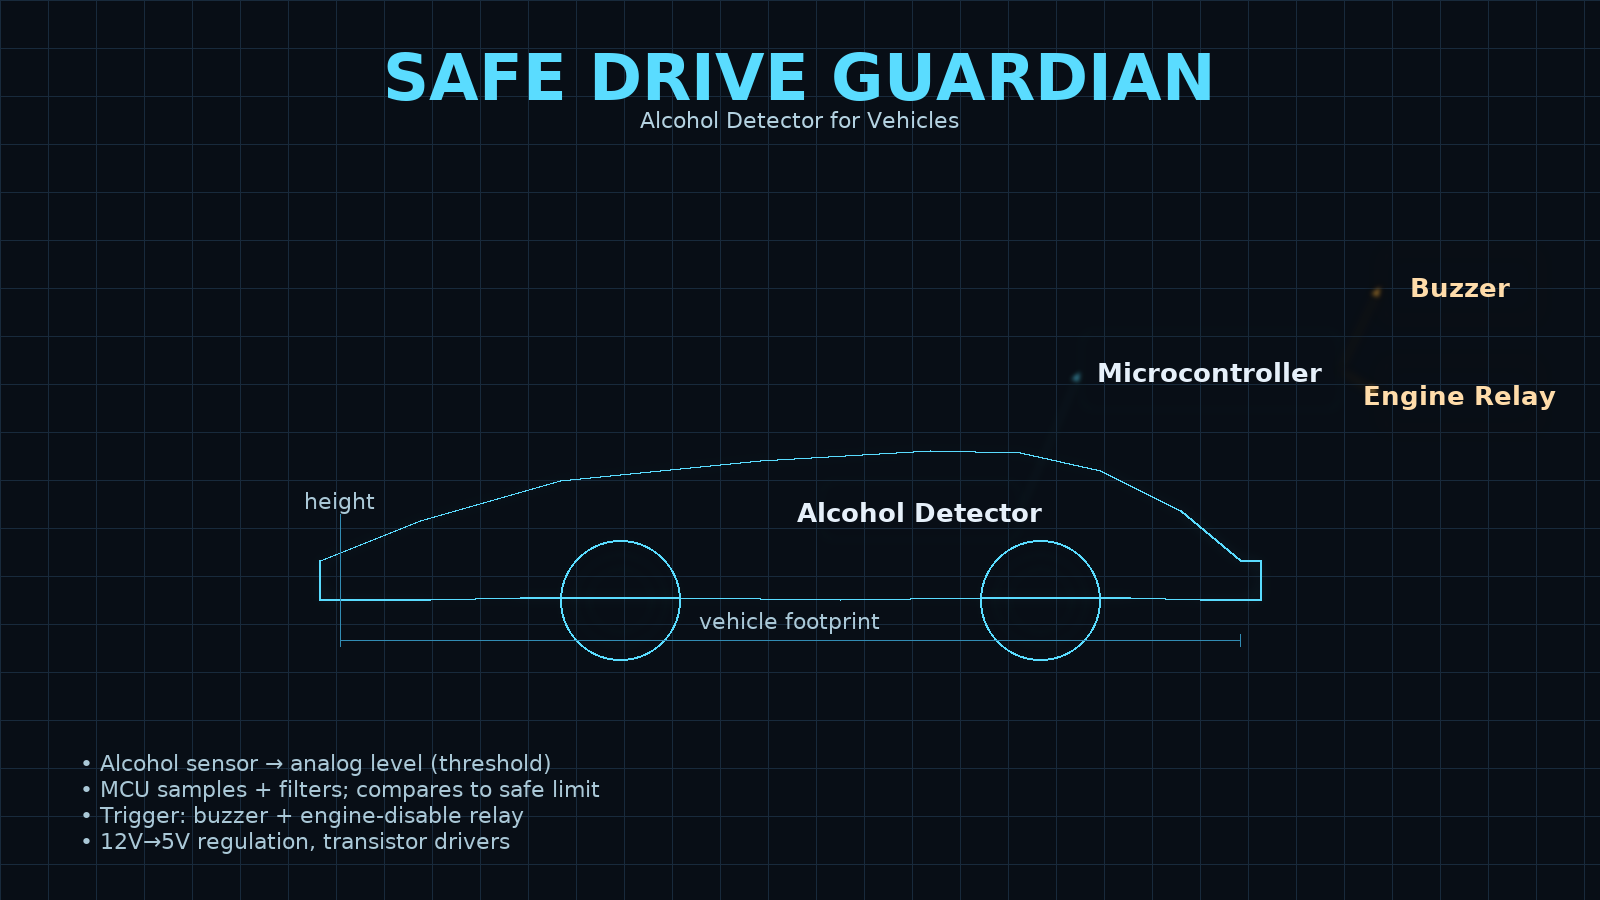 SAFE DRIVE GUARDIAN
Alcohol Detector for Vehicles
Buzzer
Microcontroller
Engine Relay
height
Alcohol Detector
vehicle footprint
• Alcohol sensor → analog level (threshold)
• MCU samples + filters; compares to safe limit
• Trigger: buzzer + engine-disable relay
• 12V→5V regulation, transistor drivers